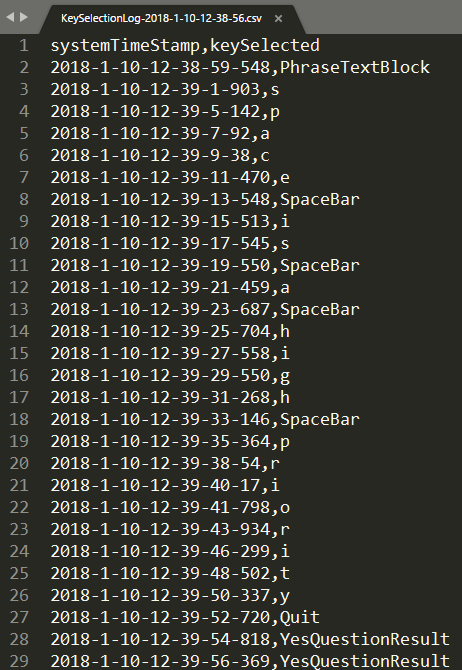 KeySelectionLog-2018-1-10-12-38-56.csv ×
1 systemTimeStamp,keySelected
2 2018-1-10-12-38-59-548,PhraseTextBlock
3 2018-1-10-12-39-1-903,s
4 2018-1-10-12-39-5-142,p
5 2018-1-10-12-39-7-92,a
6 2018-1-10-12-39-9-38,c
7 2018-1-10-12-39-11-470,e
8 2018-1-10-12-39-13-548,SpaceBar
9 2018-1-10-12-39-15-513,i
10 2018-1-10-12-39-17-545,s
11 2018-1-10-12-39-19-550,SpaceBar
12 2018-1-10-12-39-21-459,a
13 2018-1-10-12-39-23-687,SpaceBar
14 2018-1-10-12-39-25-704,h
15 2018-1-10-12-39-27-558,i
16 2018-1-10-12-39-29-550,g
17 2018-1-10-12-39-31-268,h
18 2018-1-10-12-39-33-146,SpaceBar
19 2018-1-10-12-39-35-364,p
20 2018-1-10-12-39-38-54,r
21 2018-1-10-12-39-40-17,i
22 2018-1-10-12-39-41-798,o
23 2018-1-10-12-39-43-934,r
24 2018-1-10-12-39-46-299,i
25 2018-1-10-12-39-48-502,t
26 2018-1-10-12-39-50-337,y
27 2018-1-10-12-39-52-720,Quit
28 2018-1-10-12-39-54-818,YesQuestionResult
29 2018-1-10-12-39-56-369,YesQuestionResult